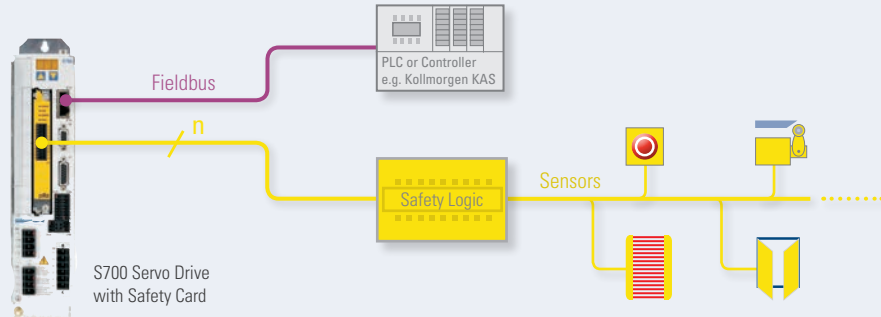 PLC or Controller
e.g. Kollmorgen KAS
Fieldbus
n
Sensors
Safety Logic
S700 Servo Drive
with Safety Card